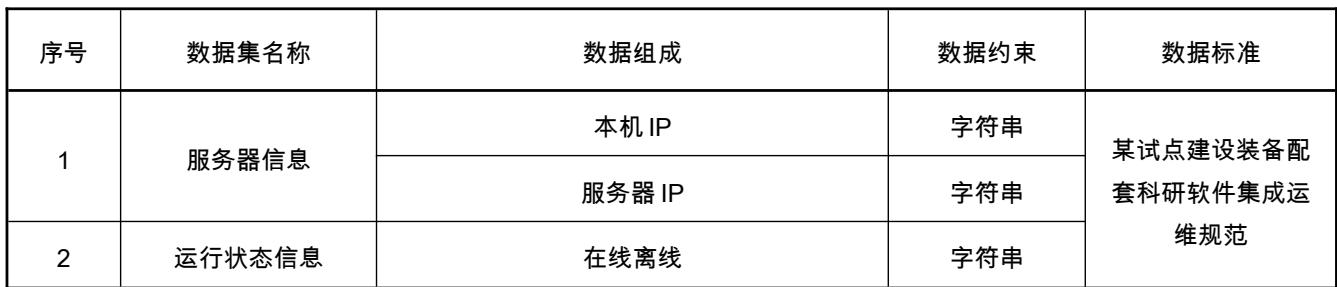 序号 数据集名称 数据组成 数据约束 数据标准
1 服务器信息 本机 IP 字符串
服务器 IP 字符串
2 运行状态信息 在线离线 字符串
某试点建设装备配
套科研软件集成运
维规范